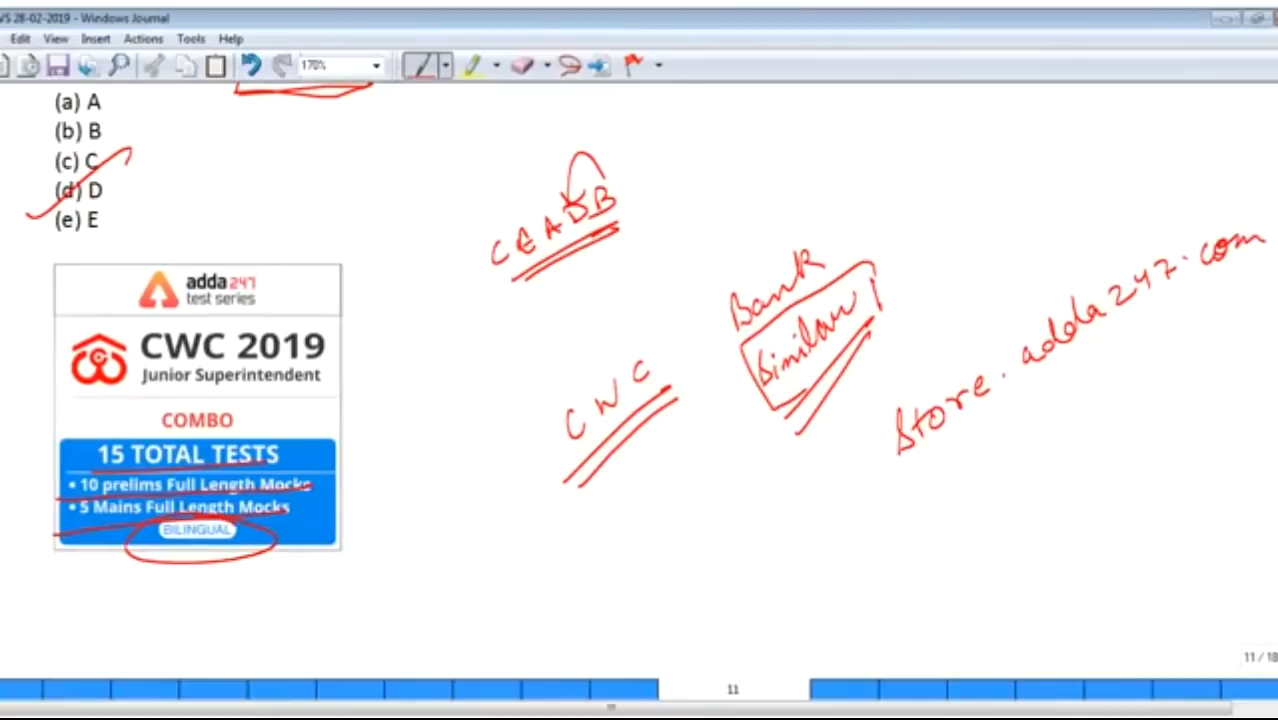 VS 28-02-2019 - Windows Journal
Edit View Insert Actions Tools Help
170%
(a) A
(b) B
(c) C
(d) D
(e) E
C E A D B
adda247
test series
CWC 2019
Junior Superintendent
COMBO
15 TOTAL TESTS
• 10 prelims Full Length Mocks
• 5 Mains Full Length Mocks
BILINGUAL
CWC
Bank
Similar
Store.adda247.com
11 / 18
11